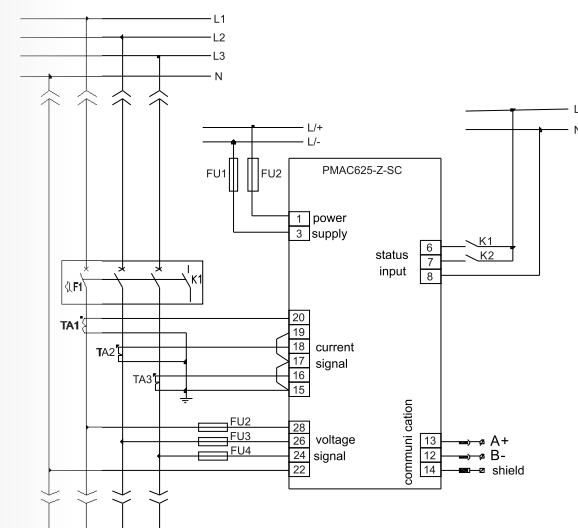 L1
L2
L3
N
L
N
L/+
L/-
FU1
FU2
PMAC625-Z-SC
1 power
3 supply
status
input
6
7
8
K1
K2
F1
K1
TA1
TA2
TA3
20
19
18
17
16
15
current
signal
FU2
FU3
FU4
28
26
24
22
voltage
signal
communi cation
13
12
14
A+
B-
shield